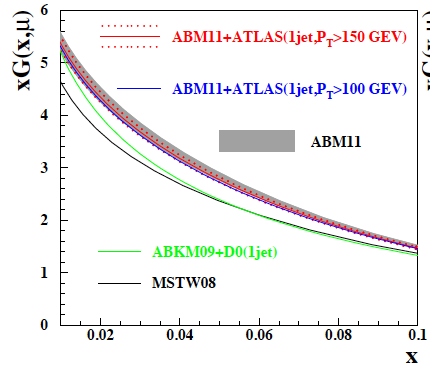 xG(x,μ)
6
5
4
3
2
1
0
ABM11+ATLAS(1jet,P_T>150 GEV)
ABM11+ATLAS(1jet,P_T>100 GEV)
ABM11
ABKM09+D0(1jet)
MSTW08
0.02 0.04 0.06 0.08 0.1
x